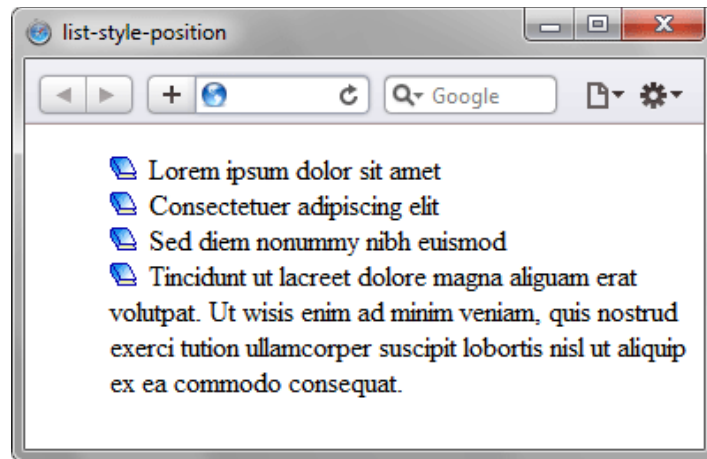 list-style-position
Google
Lorem ipsum dolor sit amet
Consectetuer adipiscing elit
Sed diem nonummy nibh euismod
Tincidunt ut lacreet dolore magna aliguam erat
volutpat. Ut wisis enim ad minim veniam, quis nostrud
exerci tution ullamcorper suscipit lobortis nisl ut aliquip
ex ea commodo consequat.